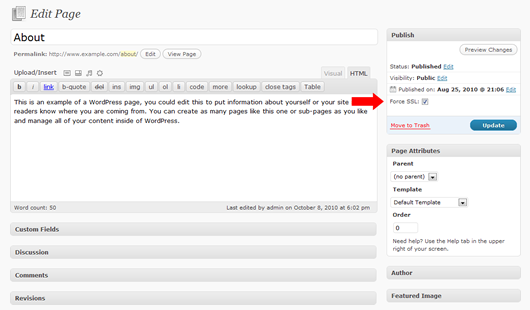 Edit Page
About
Permalink: http://www.example.com/about/ Edit View Page
Upload/Insert Visual HTML
b i link b-quote del ins img ul ol li code more lookup close tags Table
This is an example of a WordPress page, you could edit this to put information about yourself or your site
readers know where you are coming from. You can create as many pages like this one or sub-pages as you like
and manage all of your content inside of WordPress.
Word count: 50 Last edited by admin on October 8, 2010 at 6:02 pm
Custom Fields
Discussion
Comments
Revisions
Publish
Preview Changes
Status: Published Edit
Visibility: Public Edit
Published on: Aug 25, 2010 @ 21:06 Edit
Force SSL:
Move to Trash Update
Page Attributes
Parent
(no parent)
Template
Default Template
Order
0
Need help? Use the Help tab in the upper
right of your screen.
Author
Featured Image